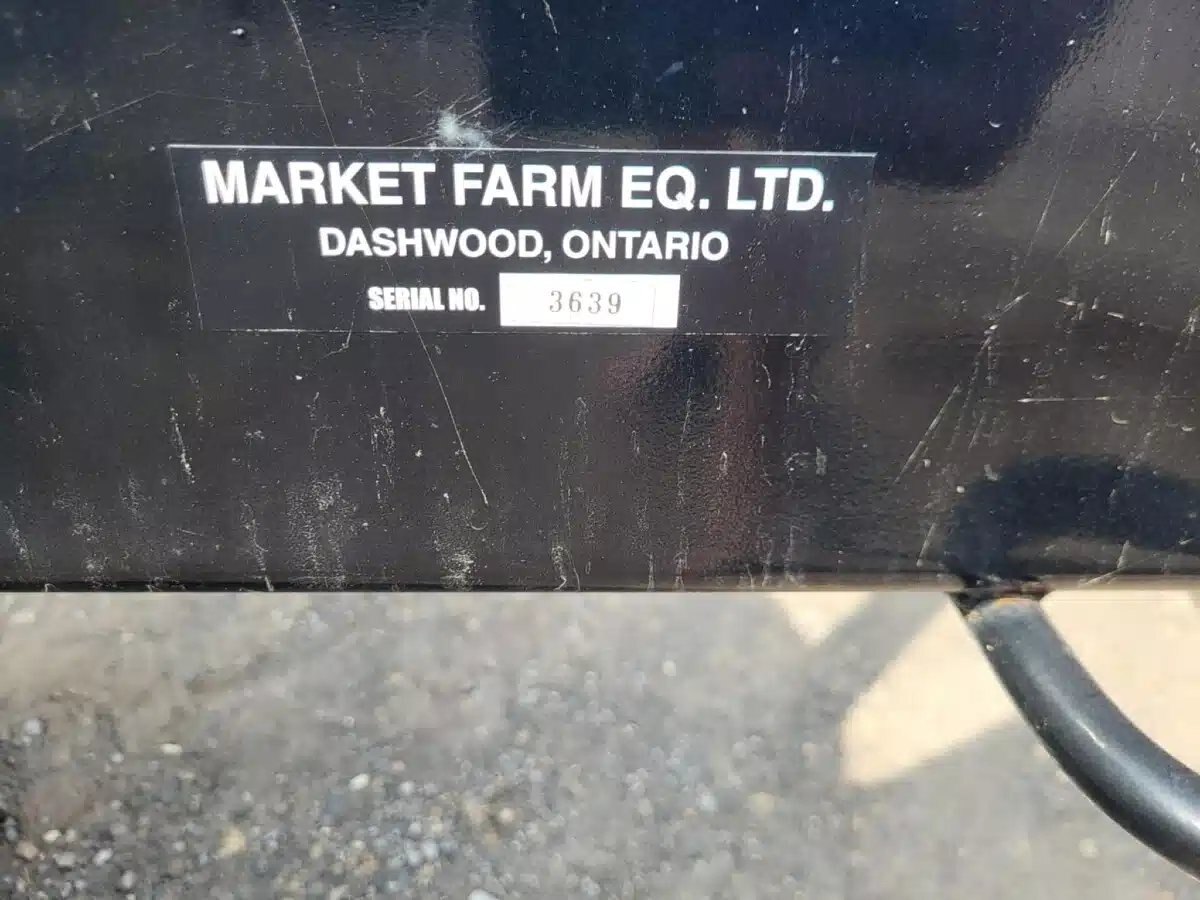 MARKET FARM EQ. LTD.
DASHWOOD, ONTARIO
SERIAL NO. 3639